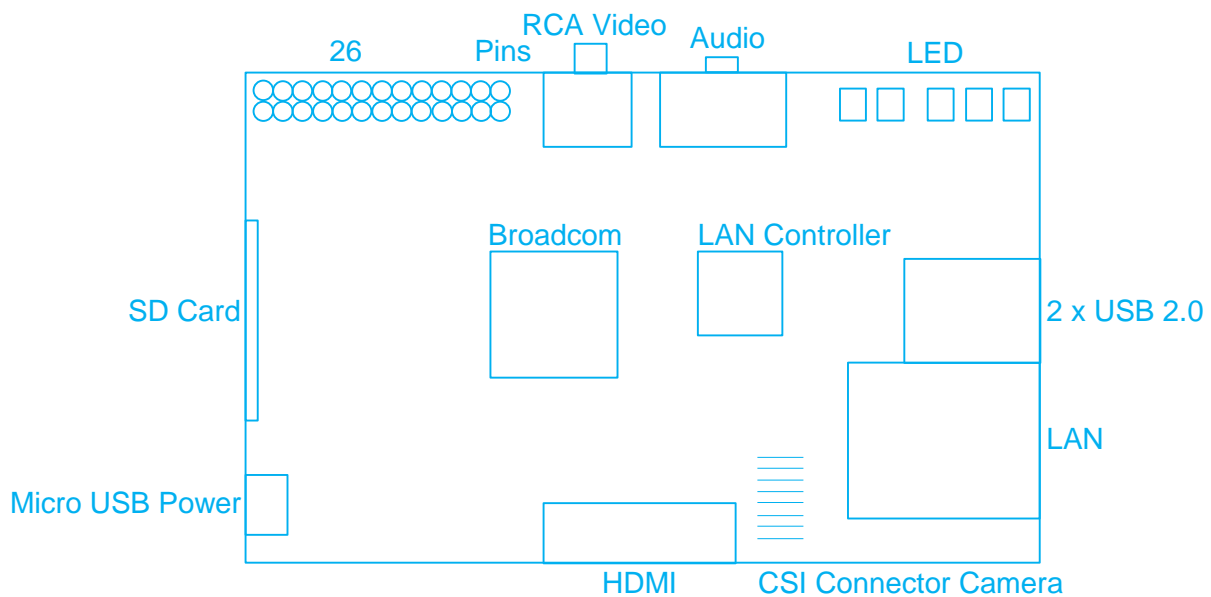 RCA Video
26 Pins
Audio
LED
Broadcom
LAN Controller
SD Card
2 x USB 2.0
LAN
Micro USB Power
HDMI
CSI Connector Camera